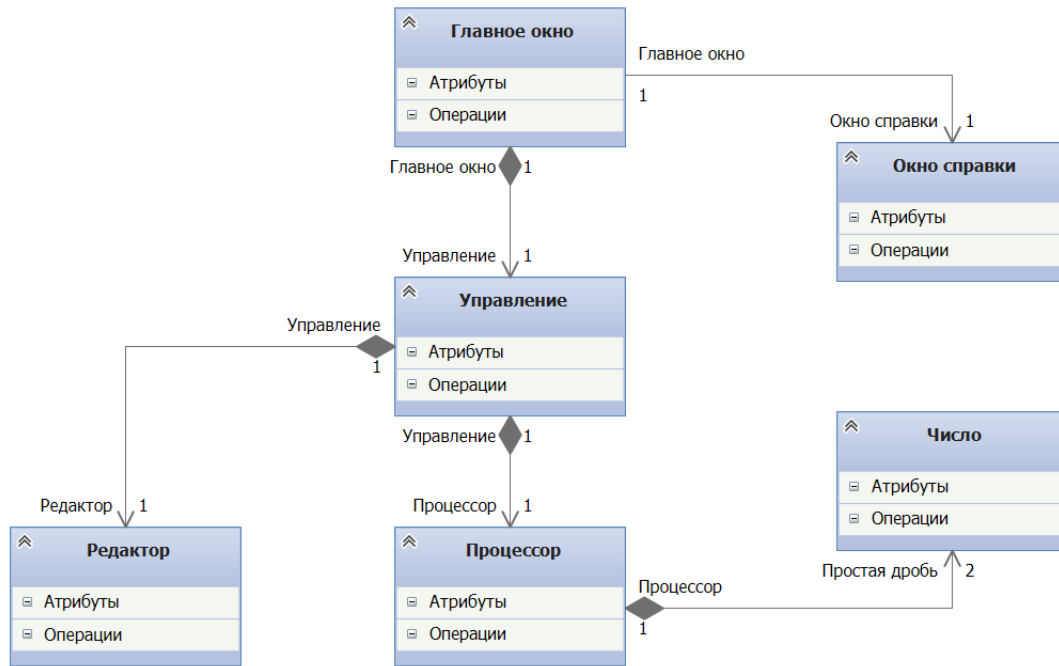 Главное окно
Атрибуты
Операции
Главное окно
1
Окно справки
1
Окно справки
Атрибуты
Операции
Главное окно
1
Управление
1
Управление
Атрибуты
Операции
Управление
1
Редактор
1
Редактор
Атрибуты
Операции
Управление
1
Процессор
1
Процессор
Атрибуты
Операции
Процессор
1
Простая дробь
2
Число
Атрибуты
Операции